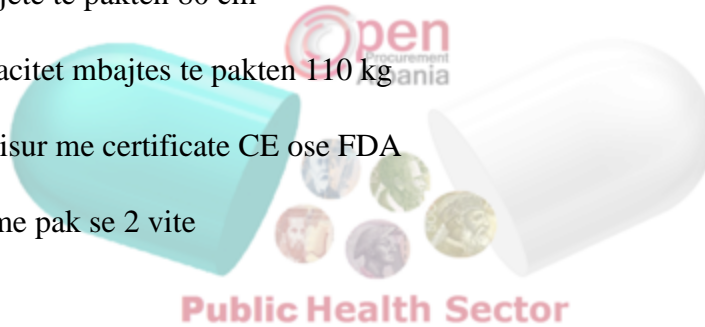 jete te pakten 80 cm
Open
Procurement
Albania
acitet mbajtes te pakten 110 kg
isur me certificate CE ose FDA
me pak se 2 vite
Public Health Sector